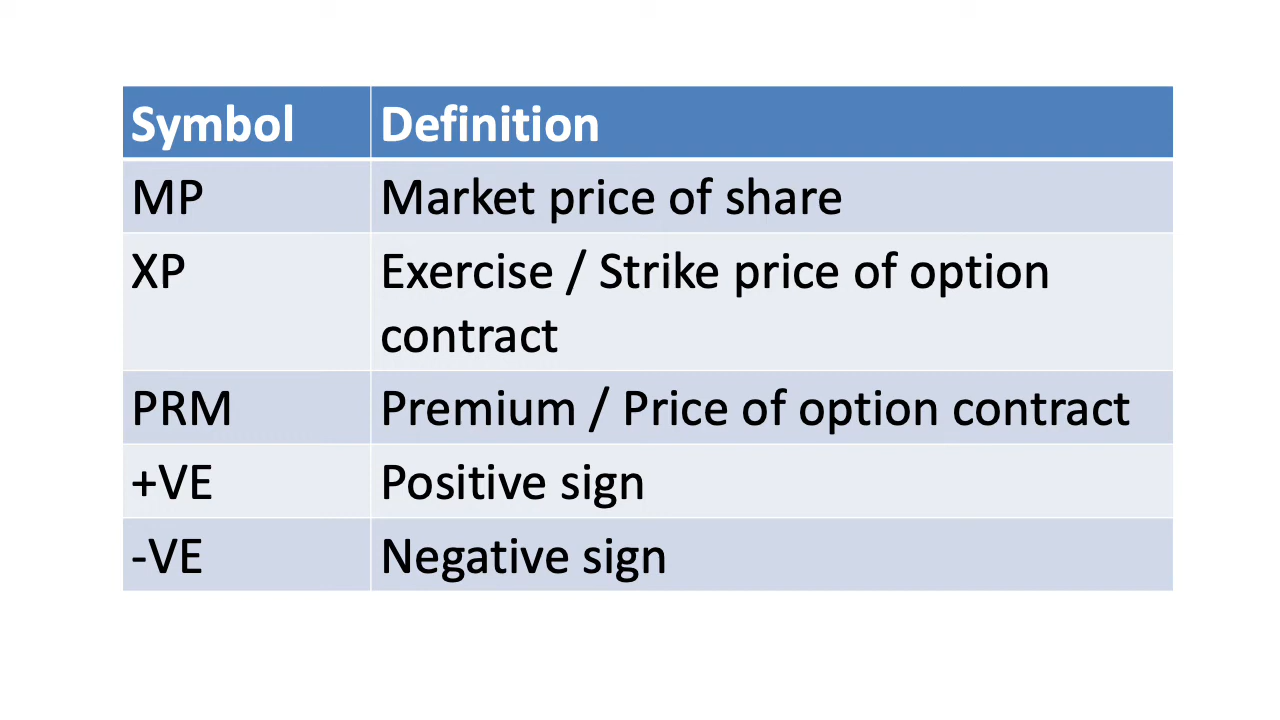 Symbol Definition
MP Market price of share
XP Exercise / Strike price of option
contract
PRM Premium / Price of option contract
+VE Positive sign
-VE Negative sign